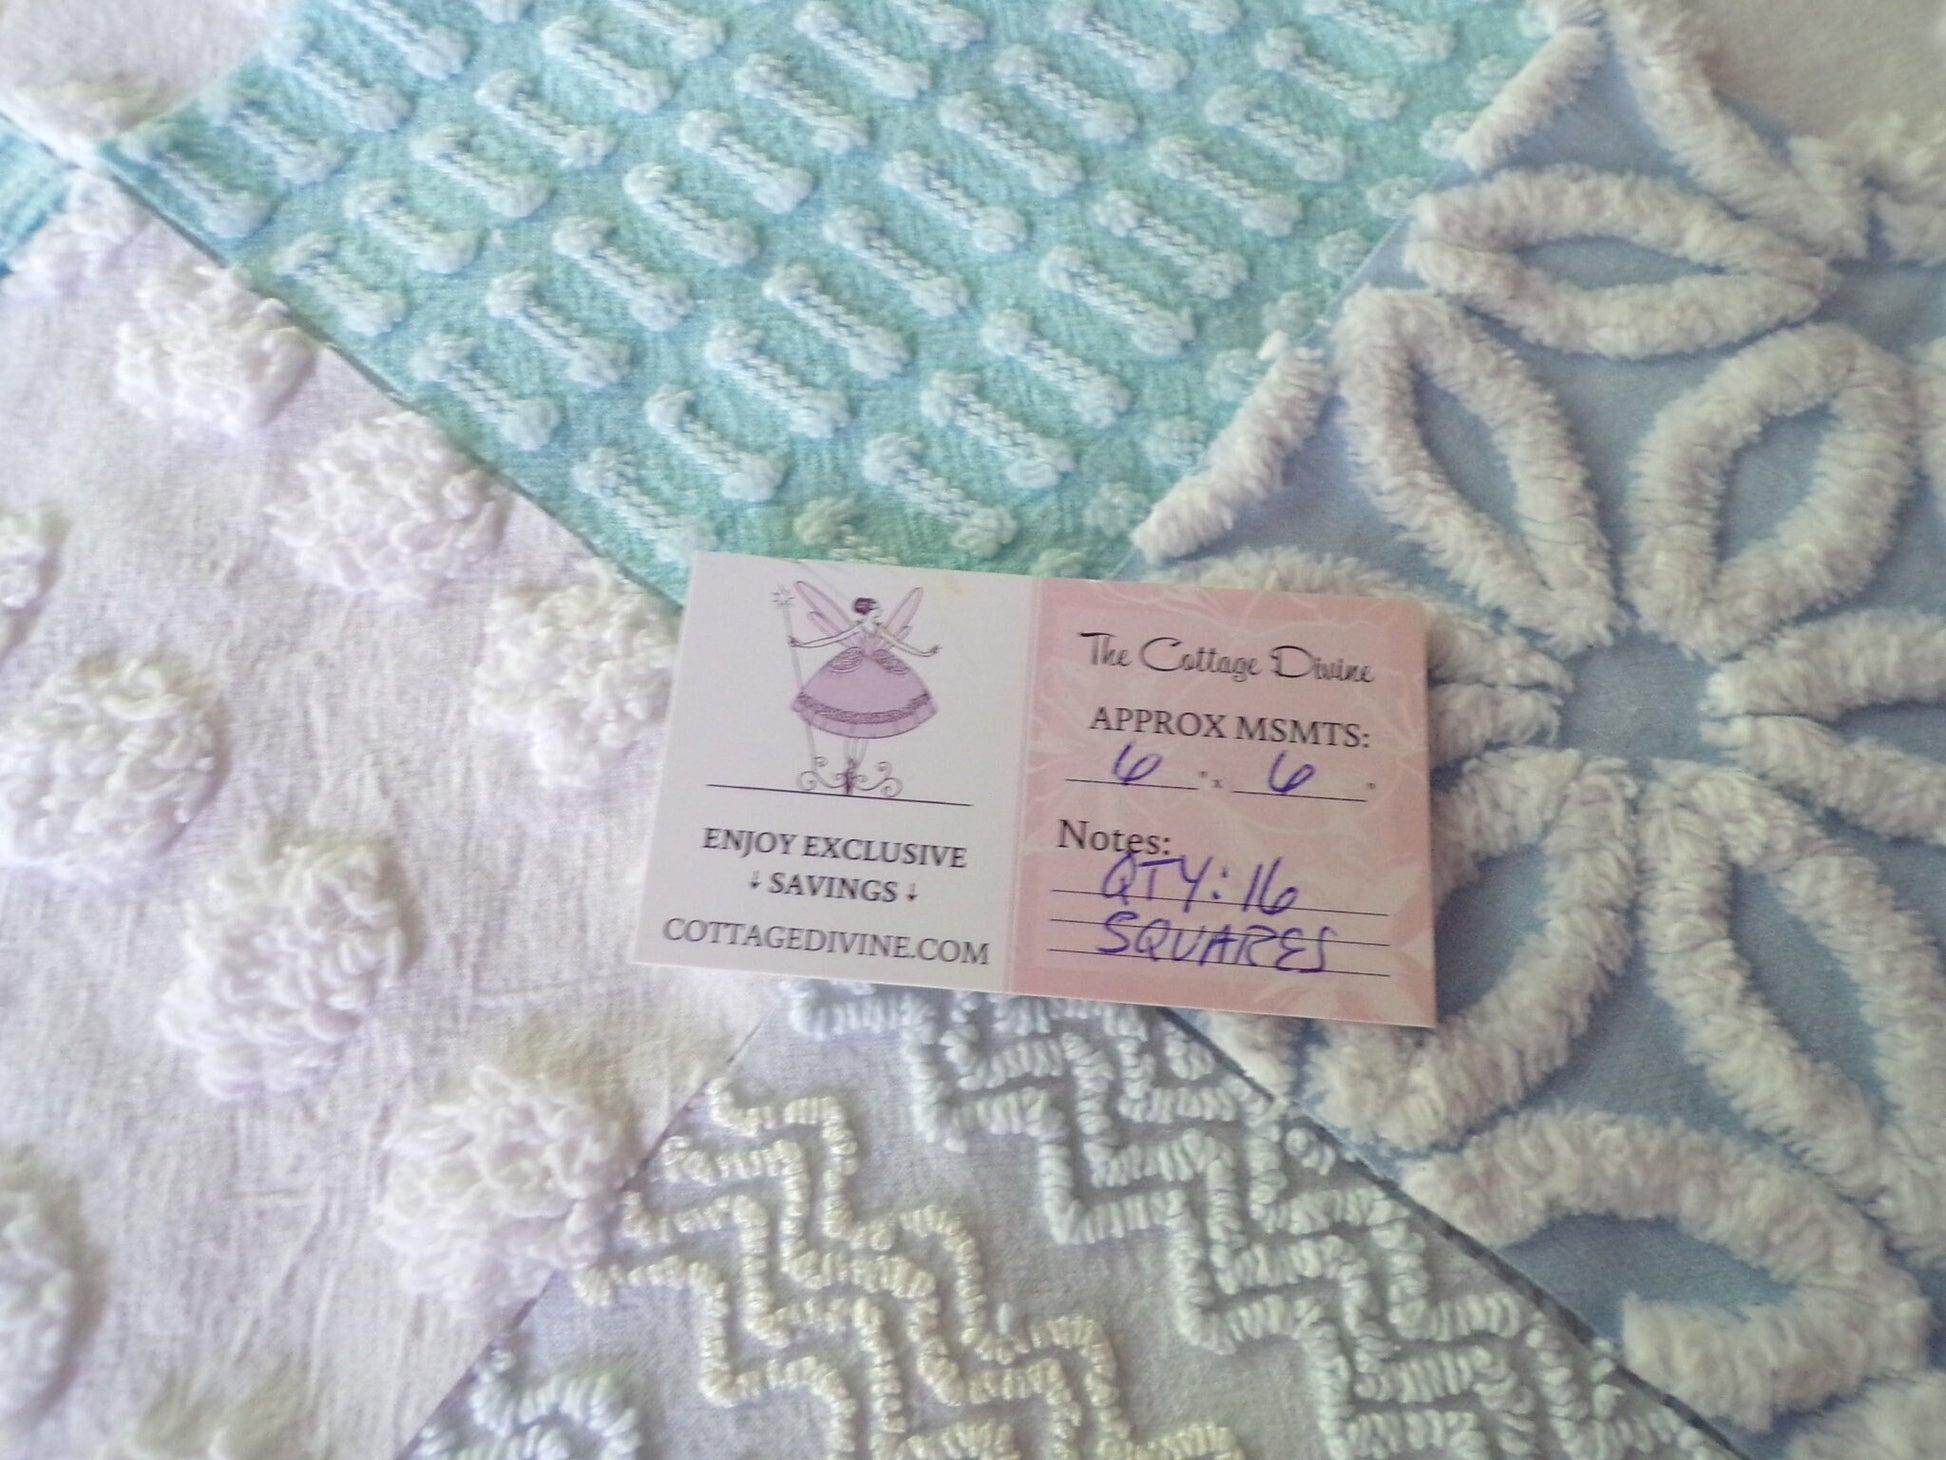 ENJOY EXCLUSIVE
↓ SAVINGS ↓
COTTAGEDIVINE.COM
The Cottage Divine
APPROX MSMTS:
6 " x 6 "
Notes:
QTY: 16
SQUARES